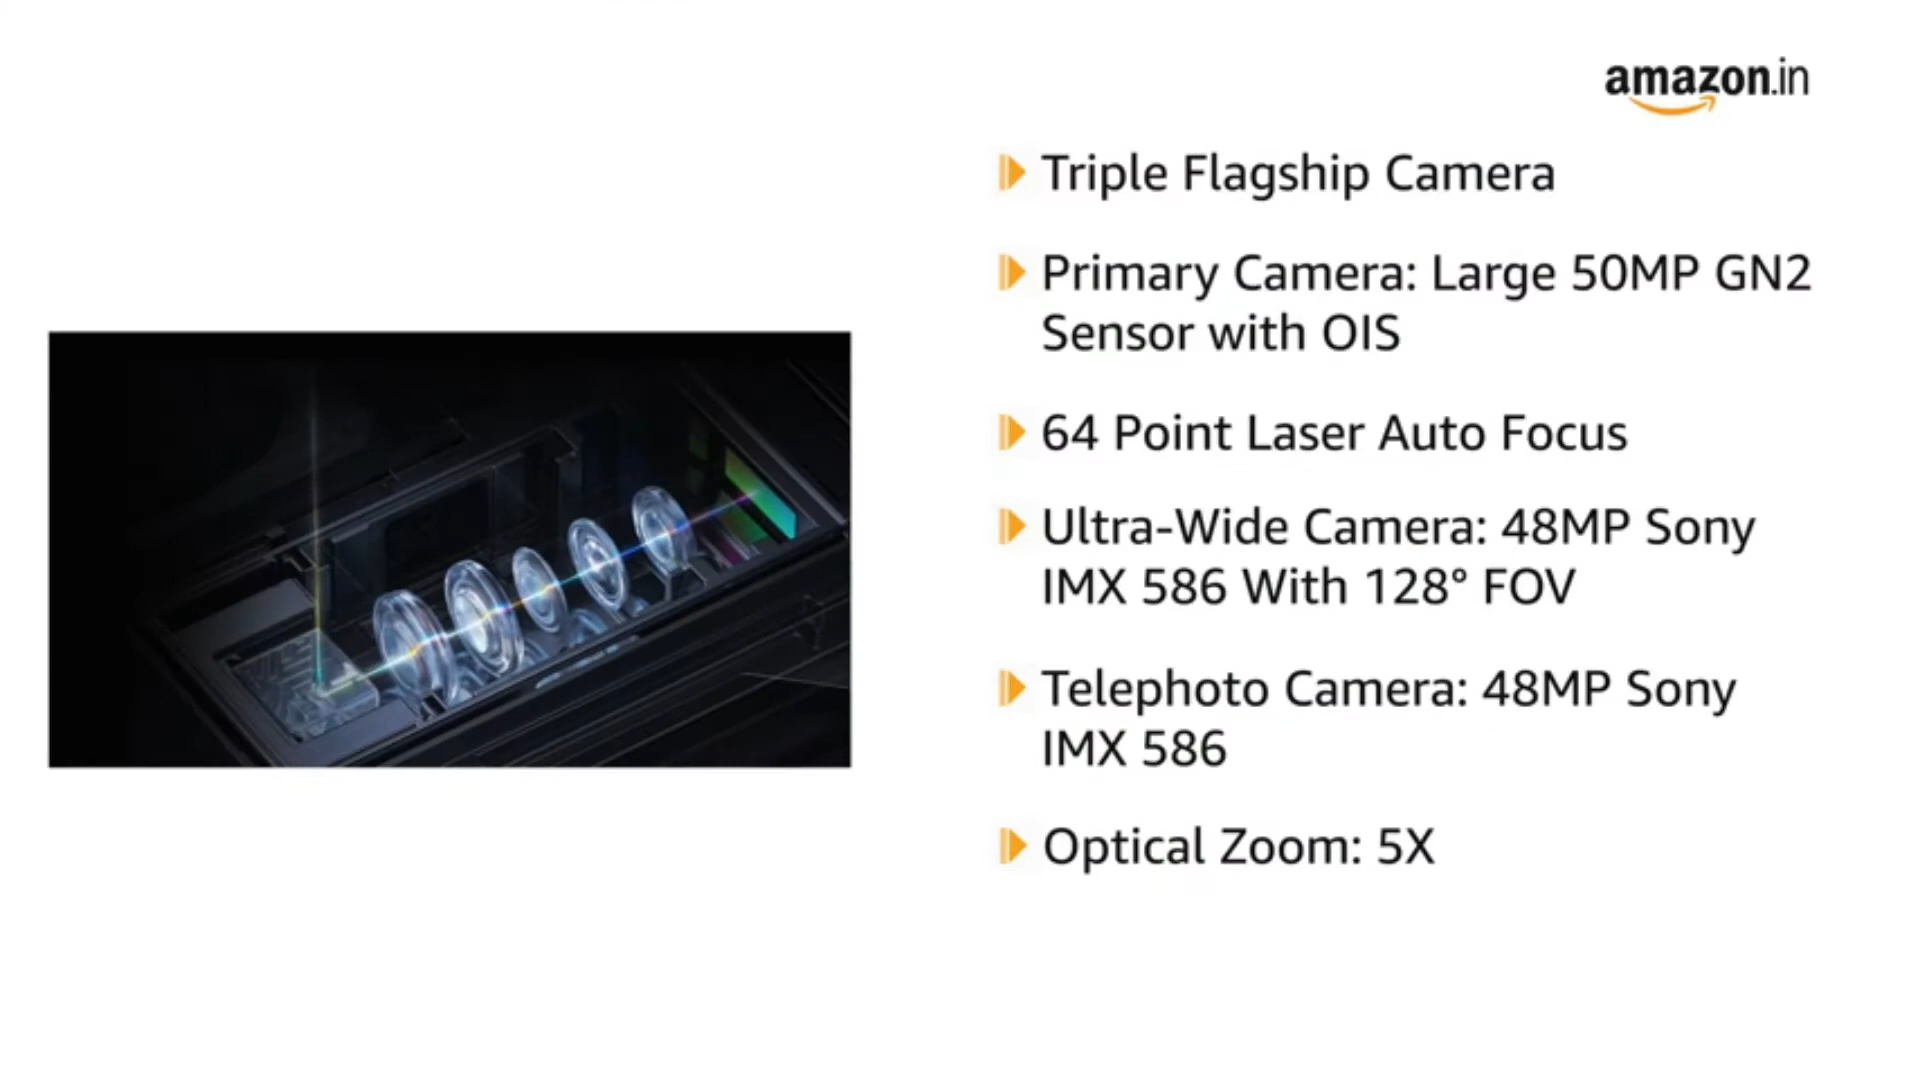 amazon.in
Triple Flagship Camera
Primary Camera: Large 50MP GN2
Sensor with OIS
64 Point Laser Auto Focus
Ultra-Wide Camera: 48MP Sony
IMX 586 With 128° FOV
Telephoto Camera: 48MP Sony
IMX 586
Optical Zoom: 5X